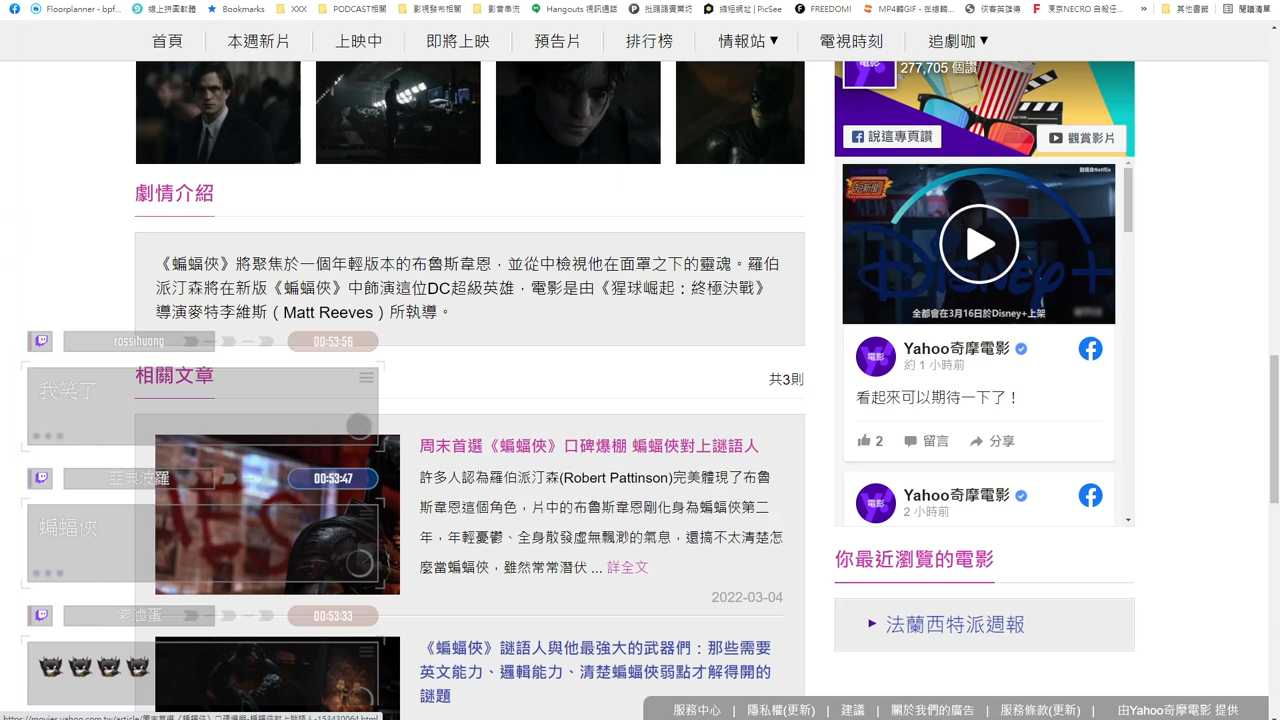 Floorplanner - bpf...
線上拼圖軟體
Bookmarks
XXX
PODCAST相關
影視發布相關
影音串流
Hangouts 視訊通話
批踢踢實業坊
縮短網址 | PicSee
FREEDOM!
MP4轉GIF - 在線轉...
俠客英雄傳
東京NECRO 自殺任...
»
其他書籤
閱讀清單
首頁
本週新片
上映中
即將上映
預告片
排行榜
情報站▼
電視時刻
追劇咖▼
劇情介紹
《蝙蝠俠》將聚焦於一個年輕版本的布魯斯韋恩，並從中檢視他在面罩之下的靈魂。羅伯
派汀森將在新版《蝙蝠俠》中飾演這位DC超級英雄，電影是由《猩球崛起：終極決戰》
導演麥特李維斯（Matt Reeves）所執導。
rossihuang
00:53:56
我笑了
相關文章
共3則
亞典波羅
00:53:47
蝙蝠俠
紫滷蛋
00:53:33
周末首選《蝙蝠俠》口碑爆棚 蝙蝠俠對上謎語人
許多人認為羅伯派汀森(Robert Pattinson)完美體現了布魯
斯韋恩這個角色，片中的布魯斯韋恩剛化身為蝙蝠俠第二
年，年輕憂鬱、全身散發虛無飄渺的氣息，還搞不太清楚怎
麼當蝙蝠俠，雖然常常潛伏 ... 詳全文
2022-03-04
《蝙蝠俠》謎語人與他最強大的武器們：那些需要
英文能力、邏輯能力、清楚蝙蝠俠弱點才解得開的
謎題
電影
277,705 個讚
說這專頁讚
觀賞影片
Disney+
全都會在3月16日於Disney+上架
電影
Yahoo奇摩電影
約 1 小時前
看起來可以期待一下了！
2
留言
分享
電影
Yahoo奇摩電影
2 小時前
你最近瀏覽的電影
法蘭西特派週報
服務中心 | 隱私權(更新) | 建議 | 關於我們的廣告 | 服務條款(更新) | 由Yahoo奇摩電影 提供